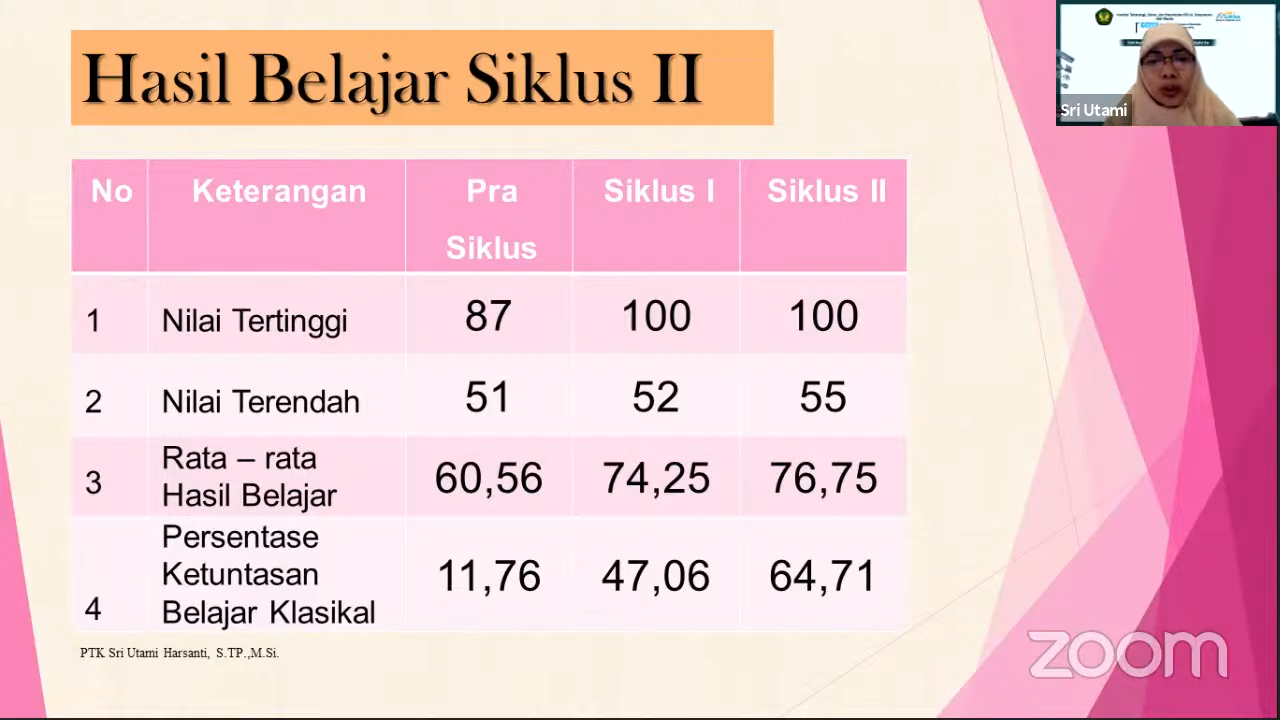 Hasil Belajar Siklus II
Sri Utami
No Keterangan Pra Siklus Siklus I Siklus II
1 Nilai Tertinggi 87 100 100
2 Nilai Terendah 51 52 55
3 Rata – rata Hasil Belajar 60,56 74,25 76,75
4 Persentase Ketuntasan Belajar Klasikal 11,76 47,06 64,71
PTK Sri Utami Harsanti, S.TP.,M.Si.
zoom